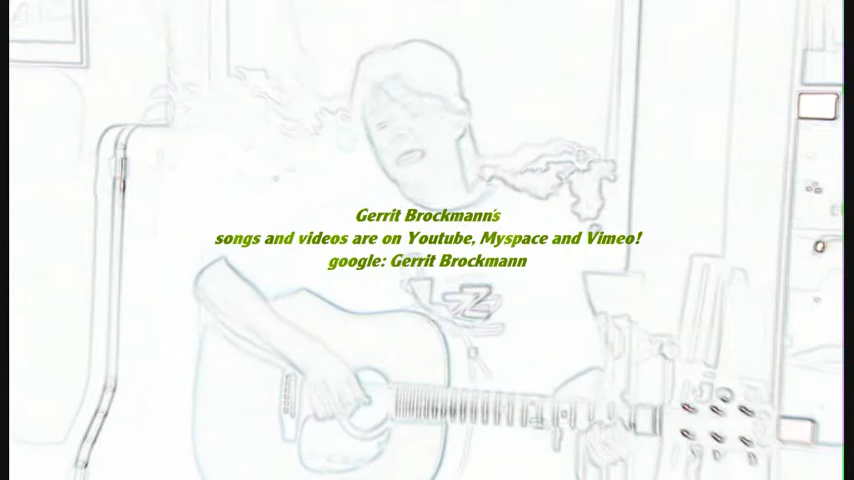 Gerrit Brockmann's
songs and videos are on Youtube, Myspace and Vimeo!
google: Gerrit Brockmann